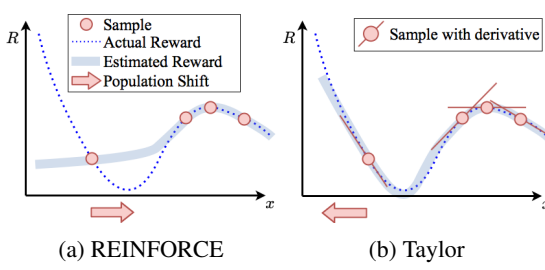 R
Sample
Actual Reward
Estimated Reward
Population Shift
x
(a) REINFORCE
R
Sample with derivative
x
(b) Taylor